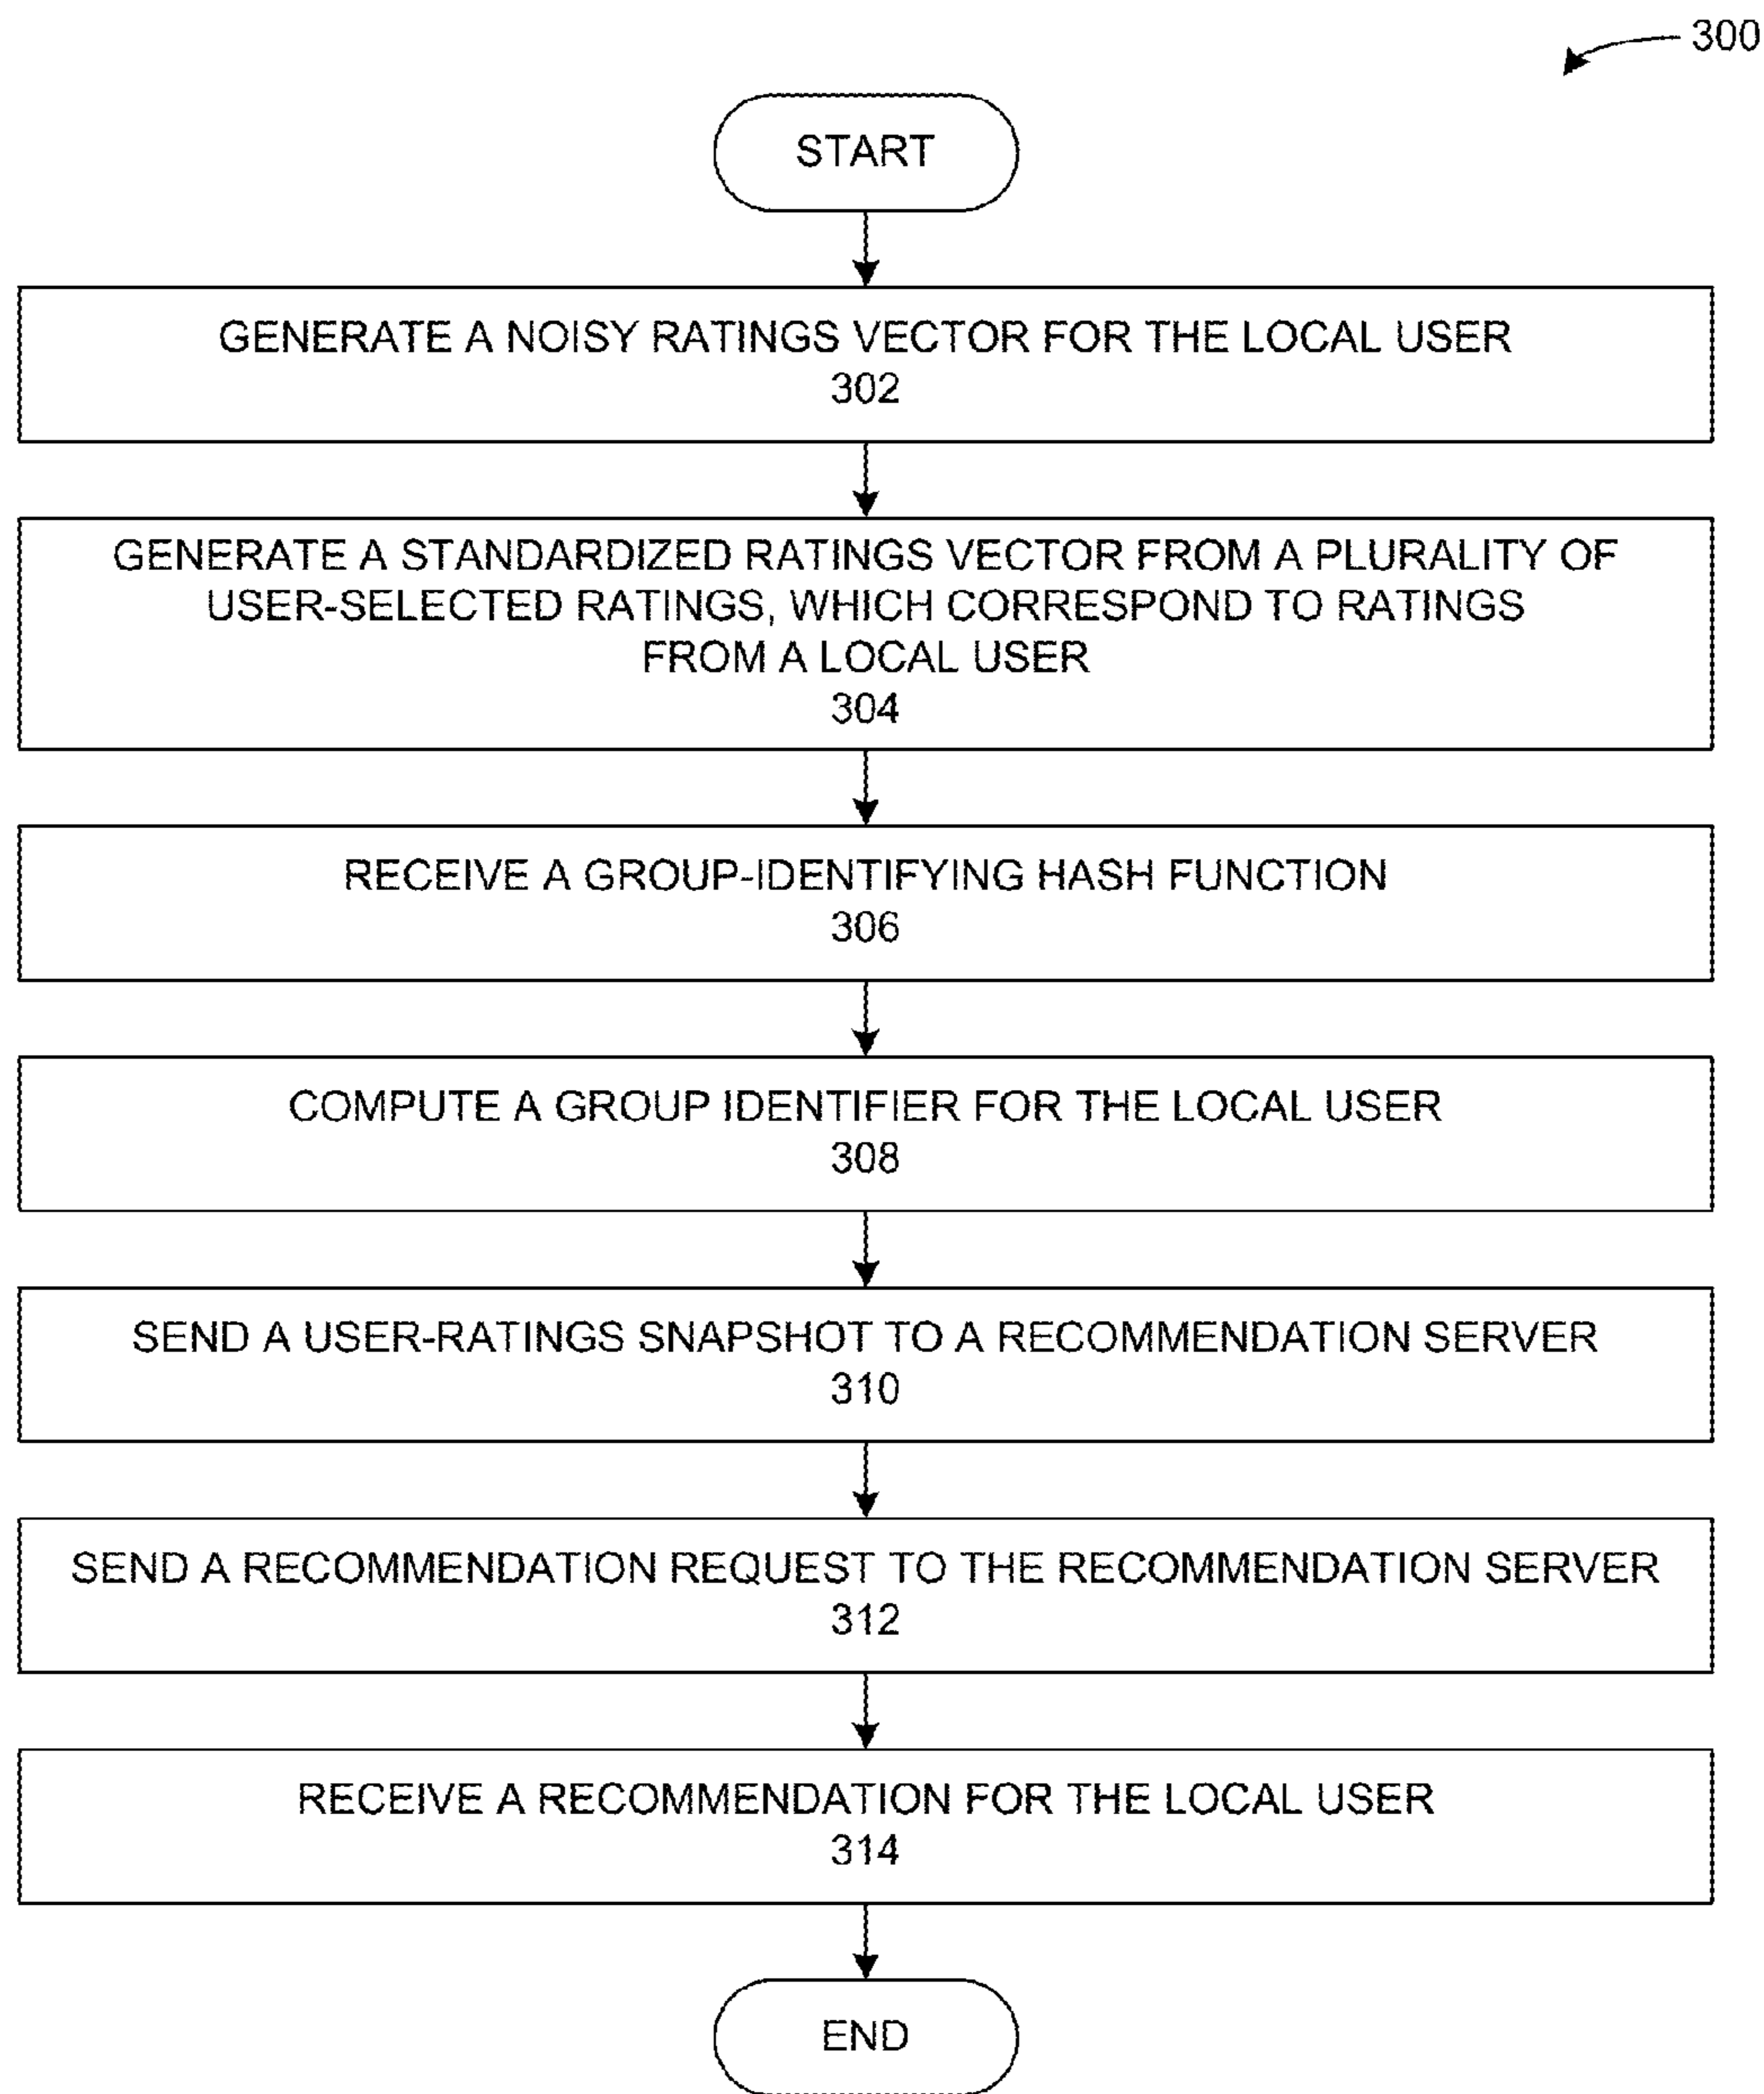 300
START
GENERATE A NOISY RATINGS VECTOR FOR THE LOCAL USER
302
GENERATE A STANDARDIZED RATINGS VECTOR FROM A PLURALITY OF
USER-SELECTED RATINGS, WHICH CORRESPOND TO RATINGS
FROM A LOCAL USER
304
RECEIVE A GROUP-IDENTIFYING HASH FUNCTION
306
COMPUTE A GROUP IDENTIFIER FOR THE LOCAL USER
308
SEND A USER-RATINGS SNAPSHOT TO A RECOMMENDATION SERVER
310
SEND A RECOMMENDATION REQUEST TO THE RECOMMENDATION SERVER
312
RECEIVE A RECOMMENDATION FOR THE LOCAL USER
314
END